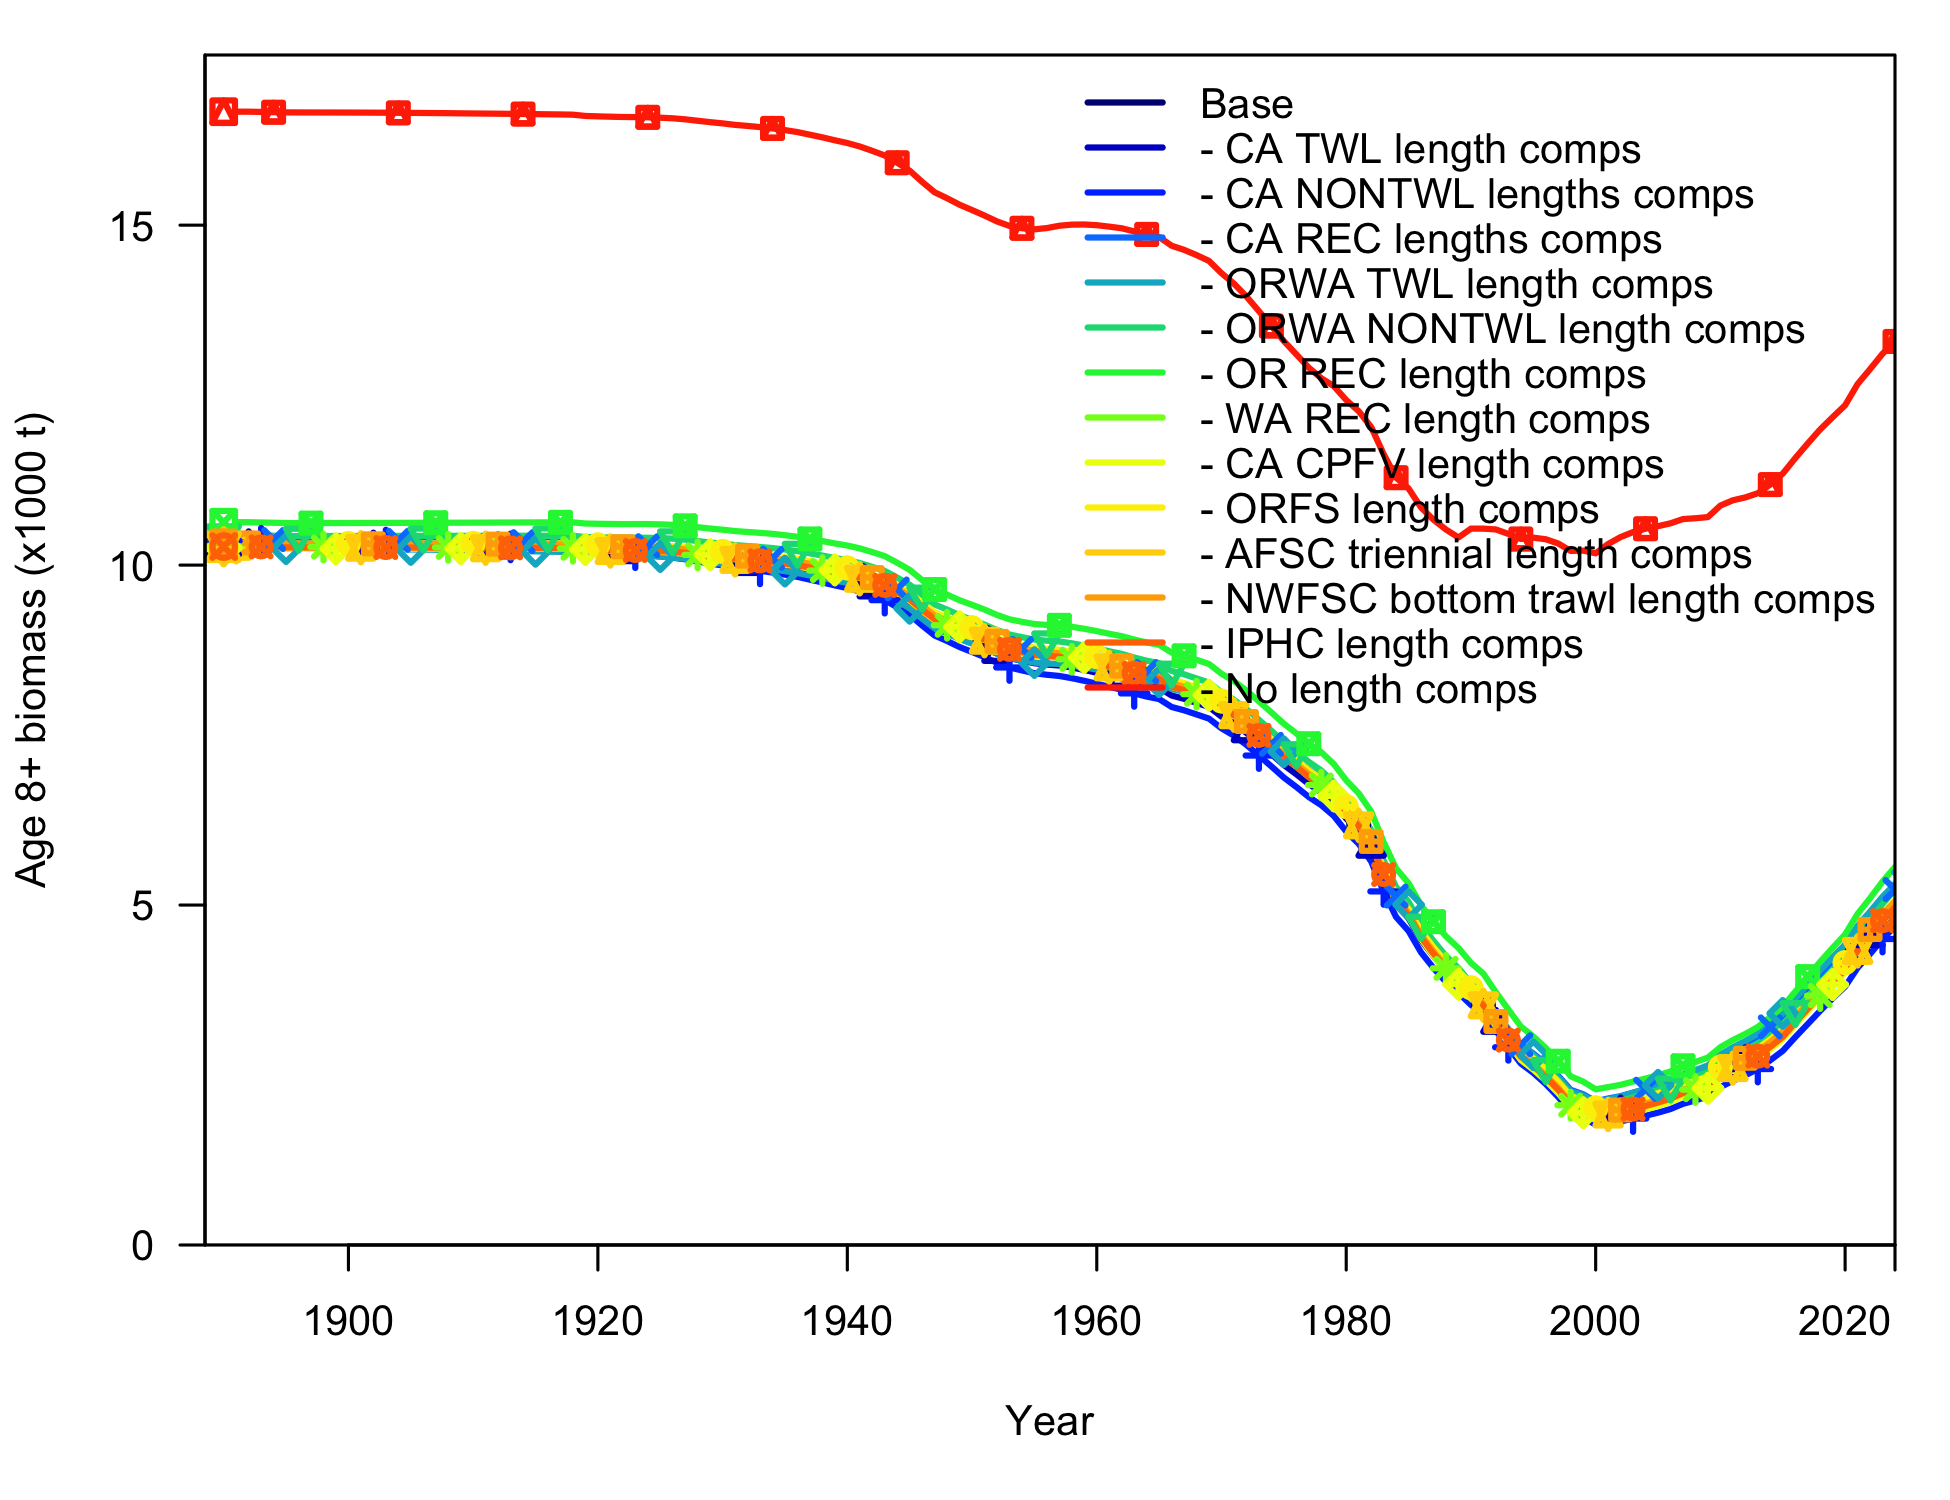 Base
- CA TWL length comps
- CA NONTWL lengths comps
- CA REC lengths comps
- ORWA TWL length comps
- ORWA NONTWL length comps
- OR REC length comps
- WA REC length comps
- CA CPFV length comps
- ORFS length comps
- AFSC triennial length comps
- NWFSC bottom trawl length comps
- IPHC length comps
- No length comps
Age 8+ biomass (x1000 t)
15
10
5
0
1900 1920 1940 1960 1980 2000 2020
Year